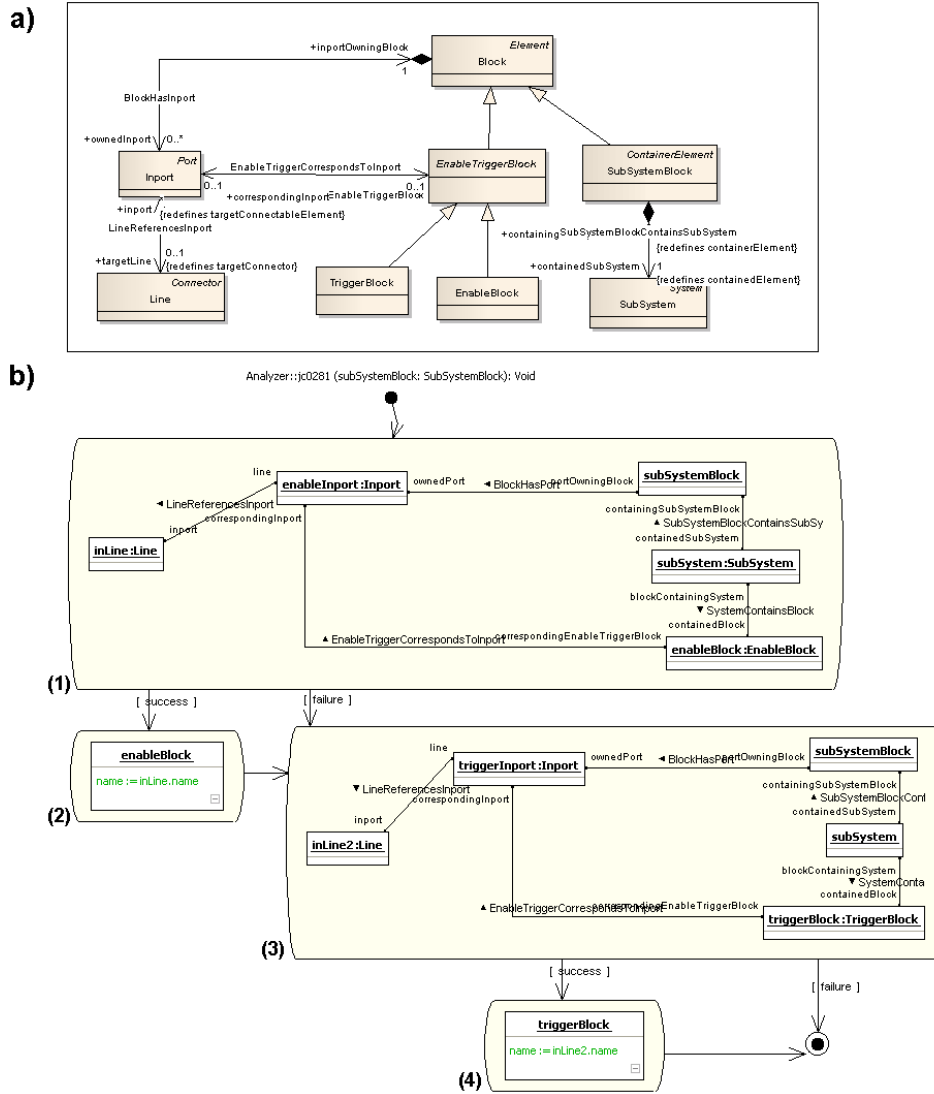 a)
Element
Block
+inportOwningBlock
1
BlockHasInport
+ownedInport
0..*
Port
Inport
EnableTriggerCorrespondsToInport
0..1
0..1
+correspondingInport
EnableTriggerBlock
EnableTriggerBlock
ContainerElement
SubSystemBlock
+inport
{redefines targetConnectableElement}
LineReferencesInport
0..1
+targetLine
{redefines targetConnector}
Connector
Line
TriggerBlock
EnableBlock
+containingSubSystemBlockContainsSubSystem
{redefines containerElement}
+containedSubSystem
1
{redefines containedElement}
System
SubSystem
b)
Analyzer::jc0281 (subSystemBlock: SubSystemBlock): Void
line
enableInport :Inport
ownedPort
◄ BlockHasPort
portOwningBlock
subSystemBlock
◄ LineReferencesInport
correspondingInport
inport
inLine :Line
containingSubSystemBlock
▲ SubSystemBlockContainsSubSy
containedSubSystem
subSystem :SubSystem
blockContainingSystem
▼ SystemContainsBlock
containedBlock
▲ EnableTriggerCorrespondsToInport
correspondingEnableTriggerBlock
enableBlock :EnableBlock
(1)
[ success ]
[ failure ]
enableBlock
name := inLine.name
(2)
line
triggerInport :Inport
ownedPort
◄ BlockHasPort
portOwningBlock
subSystemBlock
▼ LineReferencesInport
correspondingInport
inport
inLine2 :Line
containingSubSystemBlock
▲ SubSystemBlockConl
containedSubSystem
subSystem
blockContainingSystem
▼ SystemConta
containedBlock
▲ EnableTriggerCorrespondsToInport
correspondingEnableTriggerBlock
triggerBlock :TriggerBlock
(3)
[ success ]
[ failure ]
triggerBlock
name := inLine2.name
(4)